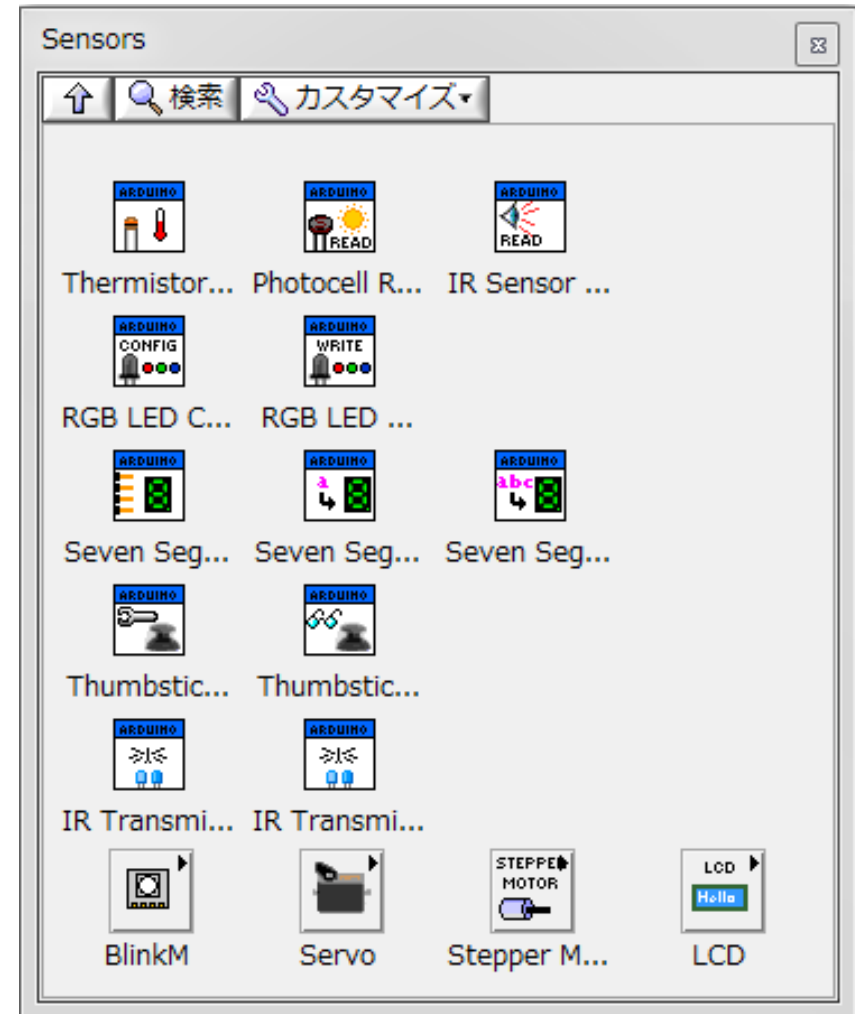 Sensors
検索 カスタマイズ
ARDUINO ARDUINO READ ARDUINO READ
Thermistor... Photocell R... IR Sensor ...
ARDUINO CONFIG ARDUINO WRITE
RGB LED C... RGB LED ...
ARDUINO ARDUINO a ARDUINO abc
Seven Seg... Seven Seg... Seven Seg...
ARDUINO ARDUINO
Thumbstic... Thumbstic...
ARDUINO ARDUINO
IR Transmi... IR Transmi...
STEPPER MOTOR LCD Hello
BlinkM Servo Stepper M... LCD